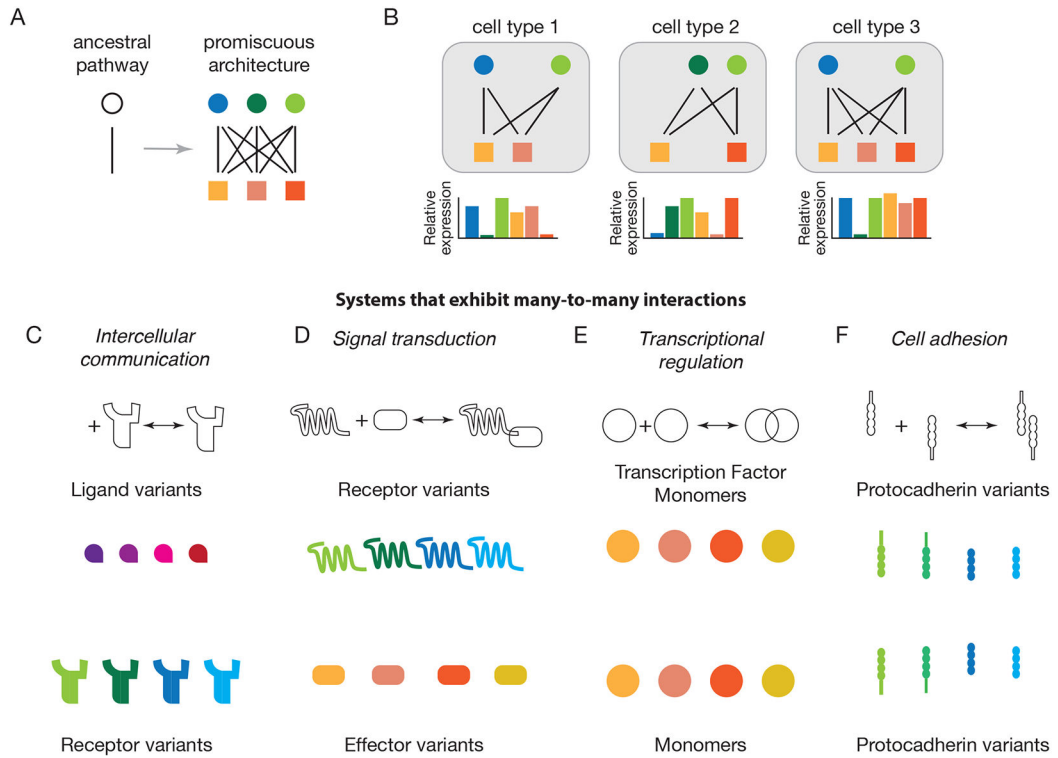 A
ancestral
pathway
promiscuous
architecture
B
cell type 1
cell type 2
cell type 3
Relative
expression
Relative
expression
Relative
expression
Systems that exhibit many-to-many interactions
C
Intercellular
communication
+
Ligand variants
Receptor variants
D
Signal transduction
+
Receptor variants
Effector variants
E
Transcriptional
regulation
+
Transcription Factor
Monomers
Monomers
F
Cell adhesion
+
Protocadherin variants
Protocadherin variants